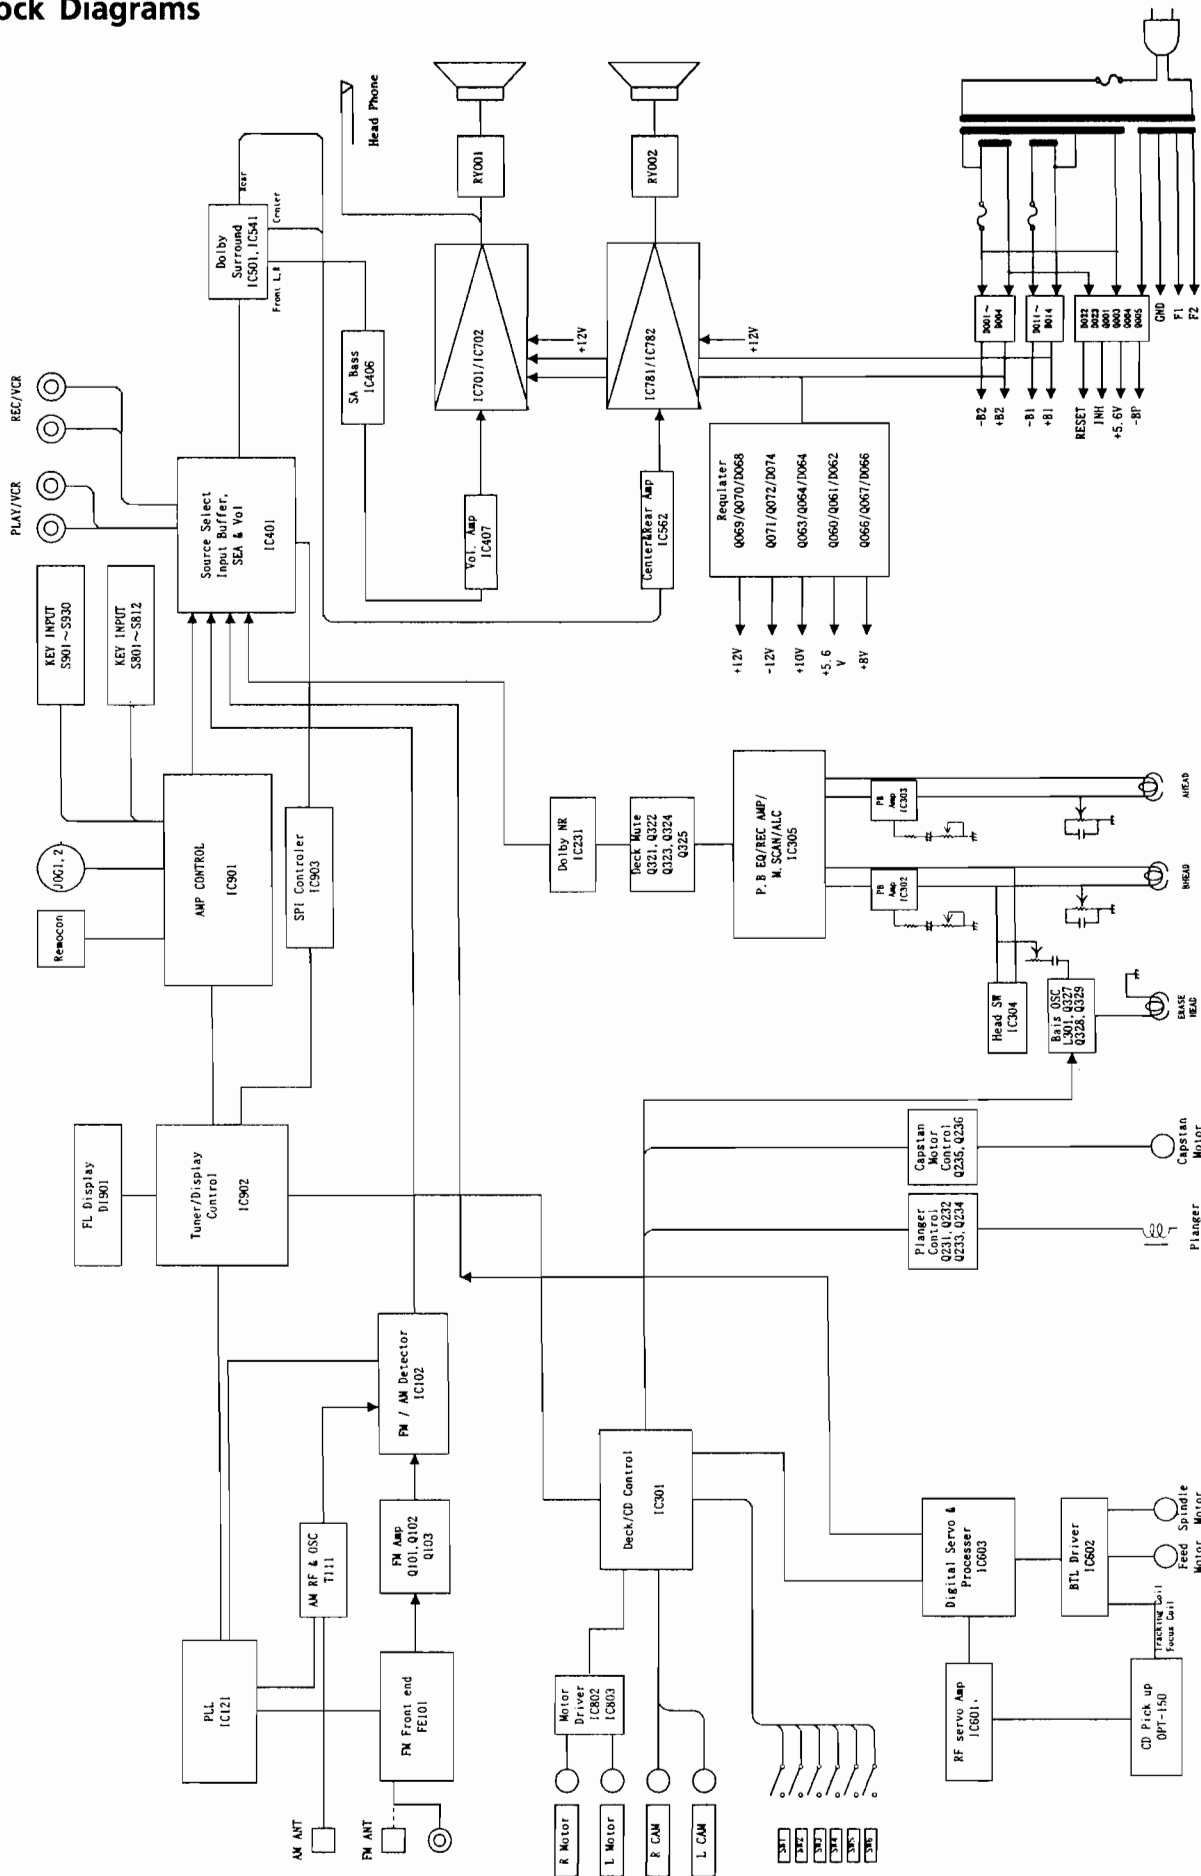 ock Diagrams
Head Phone
RY001
RY002
Rear
Center
Front L,R
Dolby
Surround
IC501, IC541
SA Bass
IC406
IC701/IC702
+12V
IC781/IC782
+12V
REC/VCR
PLAY/VCR
Source Select
Input Buffer,
SEA & Vol
IC401
Vol. Amp
IC407
Center&Rear Amp
IC562
D001~
D004
D011~
D014
D022
D023
Q001
Q003
Q004
Q005
GND
F1
F2
-B2
+B2
-B1
+B1
RESET
INH
+5.6V
-BP
Requlater
Q069/Q070/D068
Q071/Q072/D074
Q063/Q064/D064
Q060/Q061/D062
Q066/Q067/D066
+12V
-12V
+10V
+5.6
V
+8V
KEY INPUT
S901~S930
KEY INPUT
S801~S812
JOG1, 2
Remocon
AMP CONTROL
IC901
SPI Controler
IC903
Dolby NR
IC231
Deck Mute
Q321, Q322
Q323, Q324
Q325
P.B EQ/REC AMP/
M.SCAN/ALC
IC305
PB
Amp
IC303
PB
Amp
IC302
AHEAD
BHEAD
Head SW
IC304
Bais OSC
L301, Q327
Q328, Q329
ERASE
HEAD
FL Display
DI901
Tuner/Display
Control
IC902
Capstan
Motor
Control
Q235, Q236
Capstan
Motor
Planger
Control
Q231, Q232
Q233, Q234
Planger
FM / AM Detector
IC102
AM RF & OSC
T111
FM Amp
Q101, Q102
Q103
PLL
IC121
FM Front end
FE101
AM ANT
FM ANT
Deck/CD Control
IC301
Motor
Driver
IC802
IC803
R Motor
L Motor
R CAM
L CAM
SW1
SW2
SW3
SW4
SW5
SW6
Digital Servo &
Processer
IC603
BTL Driver
IC602
Spindle
Motor
Feed
Motor
Tracking Coil
Focus Coil
RF servo Amp
IC601,
CD Pick up
OPT-150